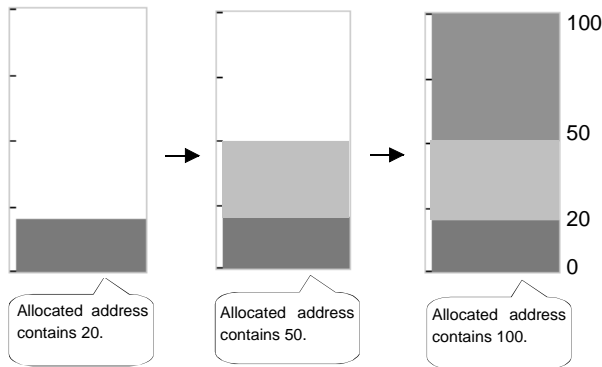 100
50
20
0
Allocated address
contains 20.
Allocated address
contains 50.
Allocated address
contains 100.